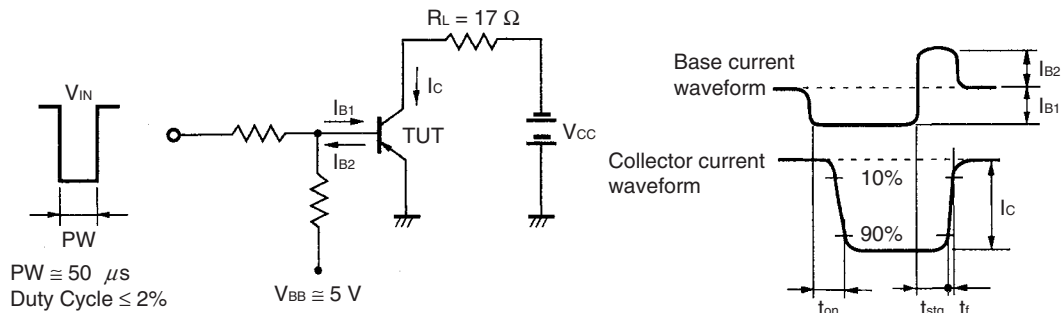 RL = 17 Ω
VIN
IC
IB1
TUT
IB2
VCC
PW
PW ≅ 50 μs
Duty Cycle ≤ 2%
VBB ≅ 5 V
Base current
waveform
IB2
IB1
Collector current
waveform
10%
IC
90%
ton
tstg
tf